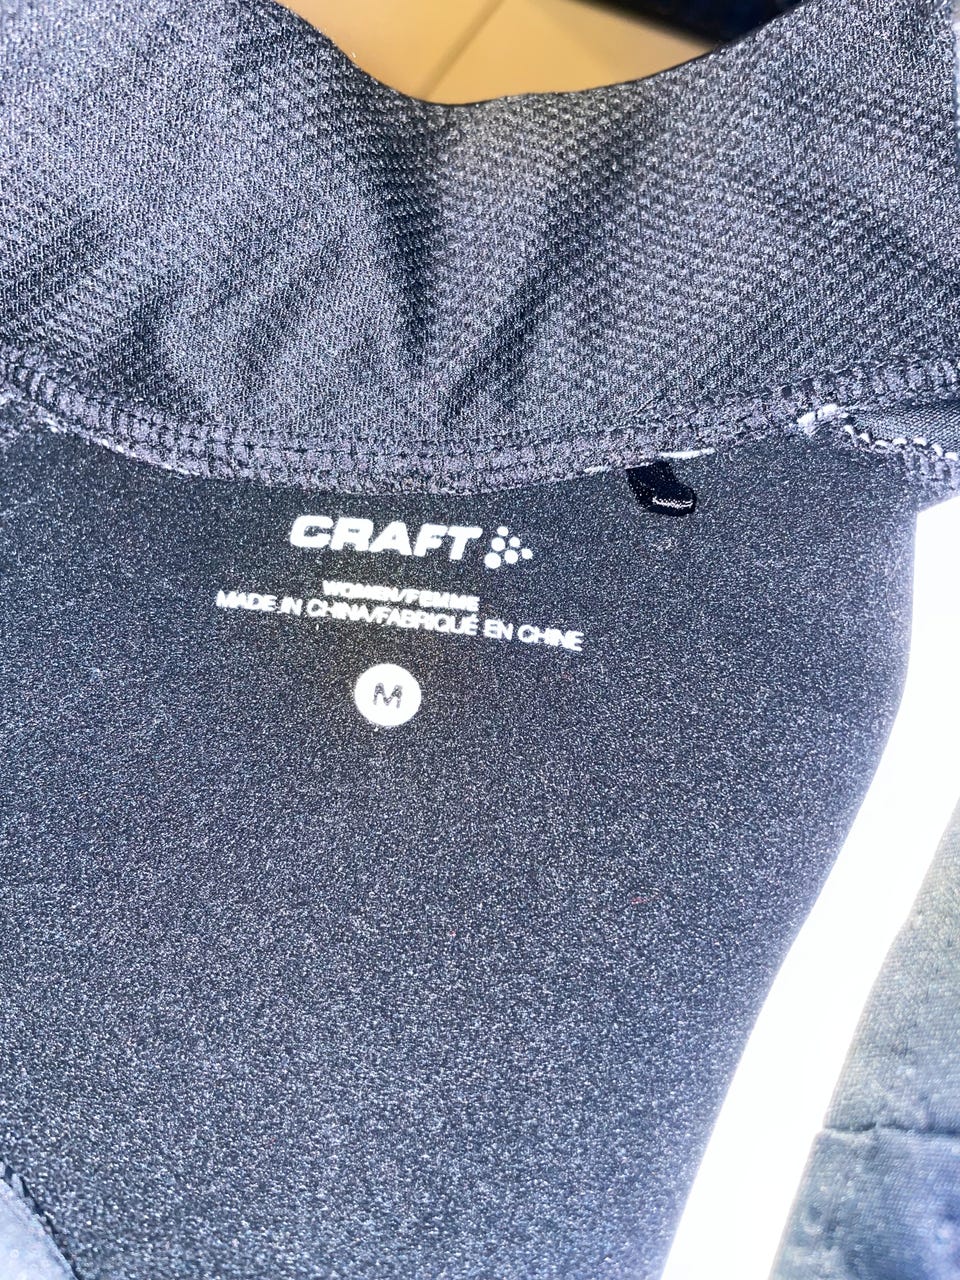 CRAFT
WOMEN/FEMME
MADE IN CHINA/FABRIQUÉ EN CHINE
M